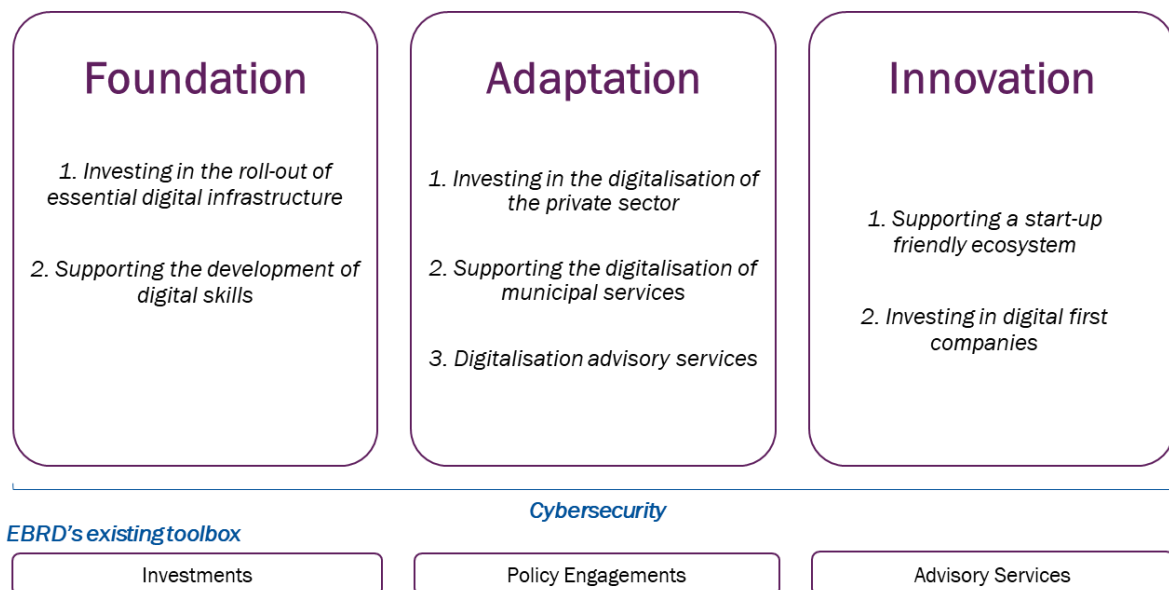 Foundation
1. Investing in the roll-out of
essential digital infrastructure
2. Supporting the development of
digital skills
Adaptation
1. Investing in the digitalisation of
the private sector
2. Supporting the digitalisation of
municipal services
3. Digitalisation advisory services
Innovation
1. Supporting a start-up
friendly ecosystem
2. Investing in digital first
companies
Cybersecurity
EBRD's existing toolbox
Investments
Policy Engagements
Advisory Services